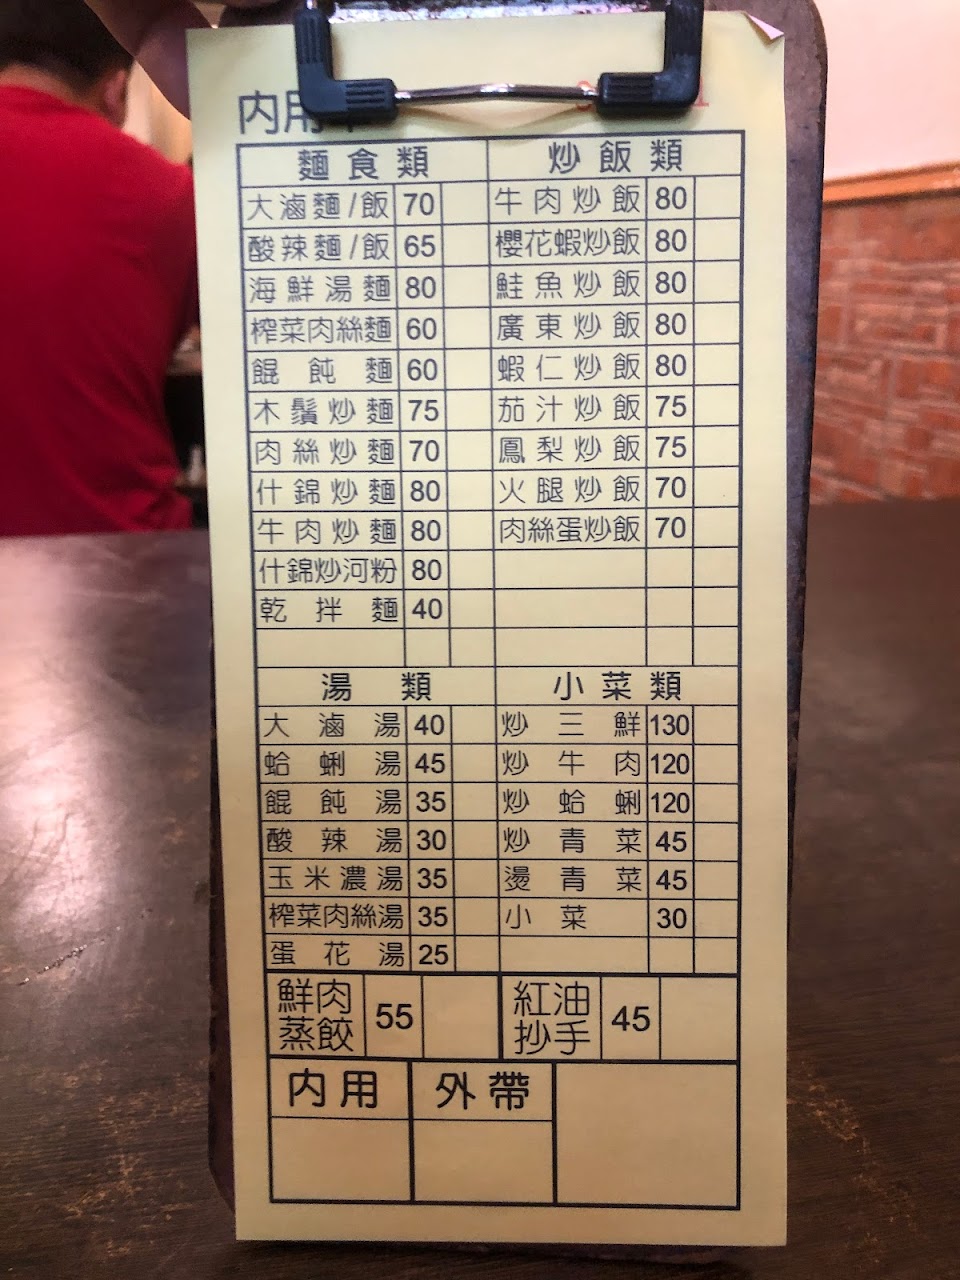 内用
麵食類
大滷麵/飯 70
酸辣麵/飯 65
海鮮湯麵 80
榨菜肉絲麵 60
餛飩麵 60
木鬚炒麵 75
肉絲炒麵 70
什錦炒麵 80
牛肉炒麵 80
什錦炒河粉 80
乾拌麵 40
炒飯類
牛肉炒飯 80
櫻花蝦炒飯 80
鮭魚炒飯 80
廣東炒飯 80
蝦仁炒飯 80
茄汁炒飯 75
鳳梨炒飯 75
火腿炒飯 70
肉絲蛋炒飯 70
湯類
大滷湯 40
蛤蜊湯 45
餛飩湯 35
酸辣湯 30
玉米濃湯 35
榨菜肉絲湯 35
蛋花湯 25
小菜類
炒三鮮 130
炒牛肉 120
炒蛤蜊 120
炒青菜 45
燙青菜 45
小菜 30
鮮肉蒸餃 55
紅油抄手 45
内用
外帶